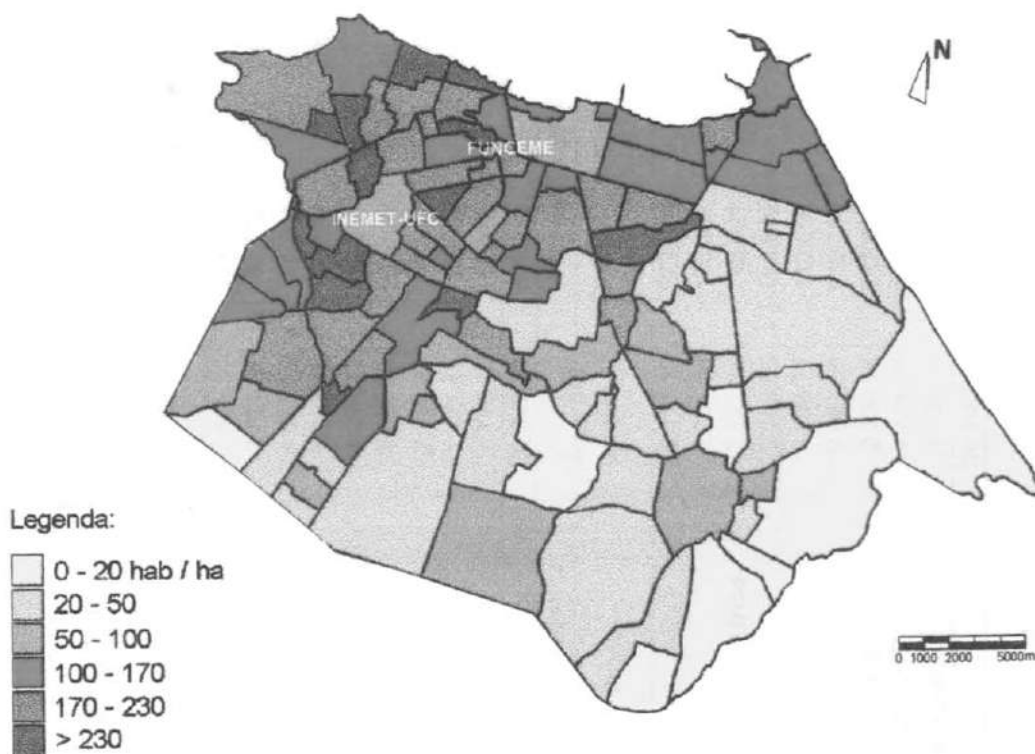 N
FUNCEME
INEMET-UFC
Legenda:
0 - 20 hab / ha
20 - 50
50 - 100
100 - 170
170 - 230
> 230
0 1000 2000 5000m